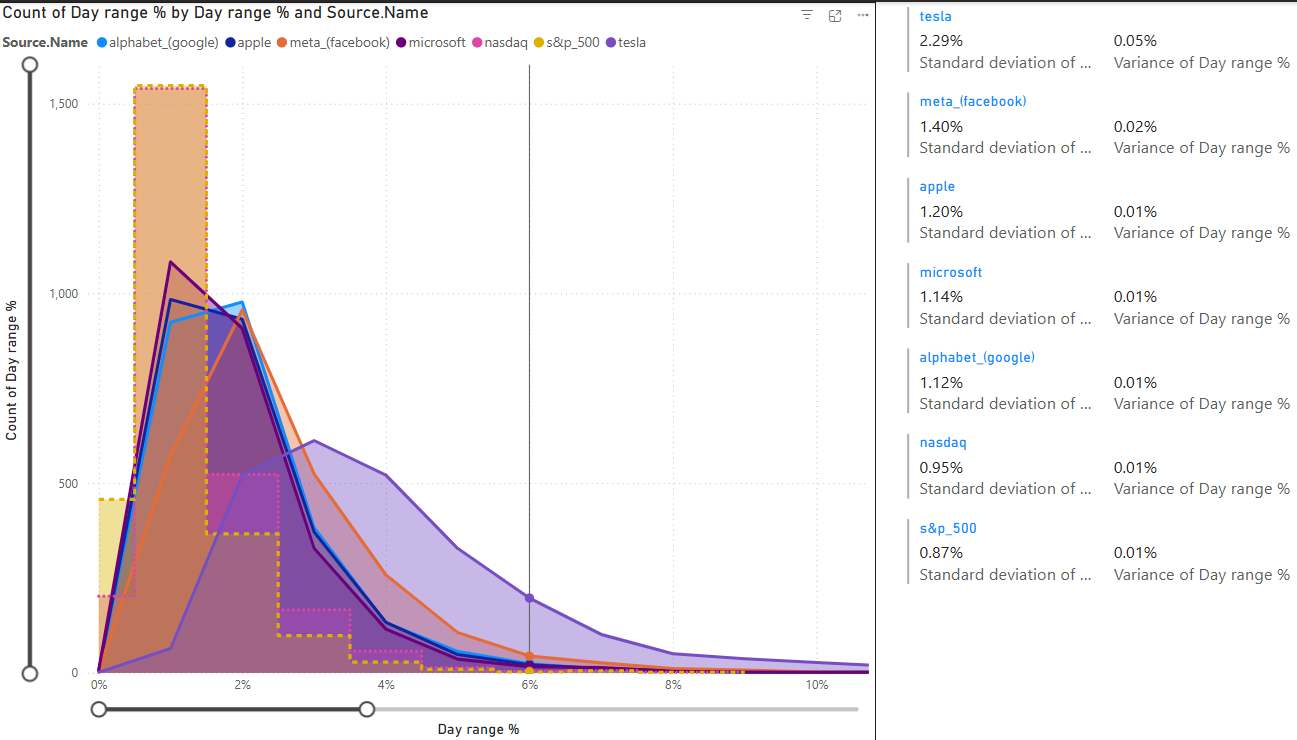 Count of Day range % by Day range % and Source.Name
Source.Name alphabet_(google) apple meta_(facebook) microsoft nasdaq s&p_500 tesla
Count of Day range %
1,500
1,000
500
0
0% 2% 4% 6% 8% 10%
Day range %
tesla
2.29% 0.05%
Standard deviation of ... Variance of Day range %
meta_(facebook)
1.40% 0.02%
Standard deviation of ... Variance of Day range %
apple
1.20% 0.01%
Standard deviation of ... Variance of Day range %
microsoft
1.14% 0.01%
Standard deviation of ... Variance of Day range %
alphabet_(google)
1.12% 0.01%
Standard deviation of ... Variance of Day range %
nasdaq
0.95% 0.01%
Standard deviation of ... Variance of Day range %
s&p_500
0.87% 0.01%
Standard deviation of ... Variance of Day range %